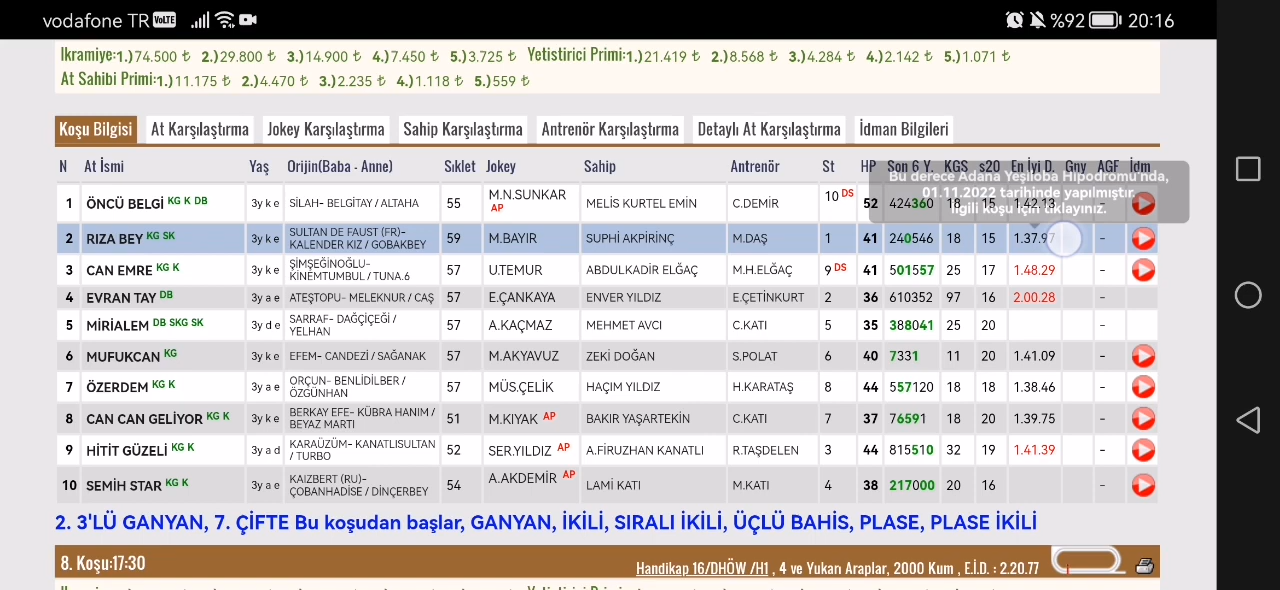 vodafone TR VoLTE %92 20:16
İkramiye:1.)74.500 ₺ 2.)29.800 ₺ 3.)14.900 ₺ 4.)7.450 ₺ 5.)3.725 ₺ Yetistirici Primi:1.)21.419 ₺ 2.)8.568 ₺ 3.)4.284 ₺ 4.)2.142 ₺ 5.)1.071 ₺
At Sahibi Primi:1.)11.175 ₺ 2.)4.470 ₺ 3.)2.235 ₺ 4.)1.118 ₺ 5.)559 ₺
Koşu Bilgisi At Karşılaştırma Jokey Karşılaştırma Sahip Karşılaştırma Antrenör Karşılaştırma Detaylı At Karşılaştırma İdman Bilgileri
N At İsmi Yaş Orijin(Baba - Anne) Sıklet Jokey Sahip Antrenör St HP Son 6 Y. KGS s20 En İyi D. Gny AGF İdm
Bu derece Adana Yeşiloba Hipodromu'nda,
01.11.2022 tarihinde yapılmıştır.
İlgili koşu için tıklayınız.
1 ÖNCÜ BELGİ KG K DB 3y k e SİLAH- BELGİTAY / ALTAHA 55 M.N.SUNKAR AP MELİS KURTEL EMİN C.DEMİR 10 DS 52 424360 18 15 1.42.13
2 RIZA BEY KG SK 3y k e SULTAN DE FAUST (FR)- KALENDER KIZ / GOBAKBEY 59 M.BAYIR SUPHİ AKPİRİNÇ M.DAŞ 1 41 240546 18 15 1.37.97 -
3 CAN EMRE KG K 3y k e ŞİMŞEĞİNOĞLU- KİNEMTUMBUL / TUNA.6 57 U.TEMUR ABDULKADİR ELĞAÇ M.H.ELĞAÇ 9 DS 41 501557 25 17 1.48.29 -
4 EVRAN TAY DB 3y a e ATEŞTOPU- MELEKNUR / CAŞ 57 E.ÇANKAYA ENVER YILDIZ E.ÇETİNKURT 2 36 610352 97 16 2.00.28 -
5 MİRİALEM DB SKG SK 3y d e SARRAF- DAĞÇİÇEĞİ / YELHAN 57 A.KAÇMAZ MEHMET AVCI C.KATI 5 35 388041 25 20 -
6 MUFUKCAN KG 3y k e EFEM- CANDEZİ / SAĞANAK 57 M.AKYAVUZ ZEKİ DOĞAN S.POLAT 6 40 7331 11 20 1.41.09 -
7 ÖZERDEM KG K 3y a e ORÇUN- BENLİDİLBER / ÖZGÜNHAN 57 MÜS.ÇELİK HAÇIM YILDIZ H.KARATAŞ 8 44 557120 18 18 1.38.46 -
8 CAN CAN GELİYOR KG K 3y k e BERKAY EFE- KÜBRA HANIM / BEYAZ MARTI 51 M.KIYAK AP BAKIR YAŞARTEKİN C.KATI 7 37 76591 18 20 1.39.75 -
9 HİTİT GÜZELİ KG K 3y a d KARAÜZÜM- KANATLISULTAN / TURBO 52 SER.YILDIZ AP A.FİRUZHAN KANATLI R.TAŞDELEN 3 44 815510 32 19 1.41.39 -
10 SEMİH STAR KG K 3y a e KAIZBERT (RU)- ÇOBANHADİSE / DİNÇERBEY 54 A.AKDEMİR AP LAMİ KATI M.KATI 4 38 217000 20 16 -
2. 3'LÜ GANYAN, 7. ÇİFTE Bu koşudan başlar, GANYAN, İKİLİ, SIRALI İKİLİ, ÜÇLÜ BAHİS, PLASE, PLASE İKİLİ
8. Koşu:17:30 Handikap 16/DHÖW /H1 , 4 ve Yukarı Araplar, 2000 Kum , E.İ.D. : 2.20.77